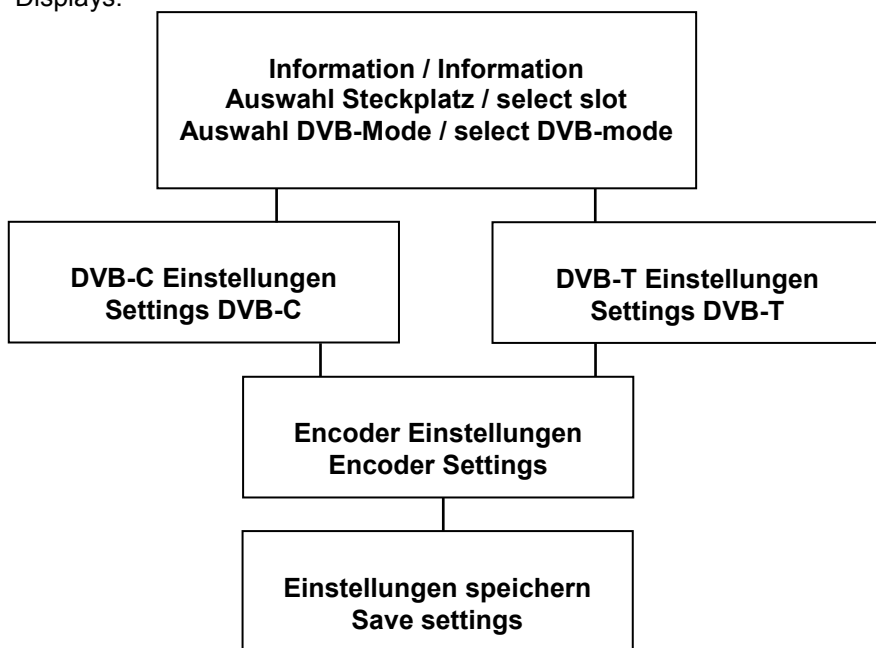 Displays:
Information / Information
Auswahl Steckplatz / select slot
Auswahl DVB-Mode / select DVB-mode
DVB-C Einstellungen
Settings DVB-C
DVB-T Einstellungen
Settings DVB-T
Encoder Einstellungen
Encoder Settings
Einstellungen speichern
Save settings